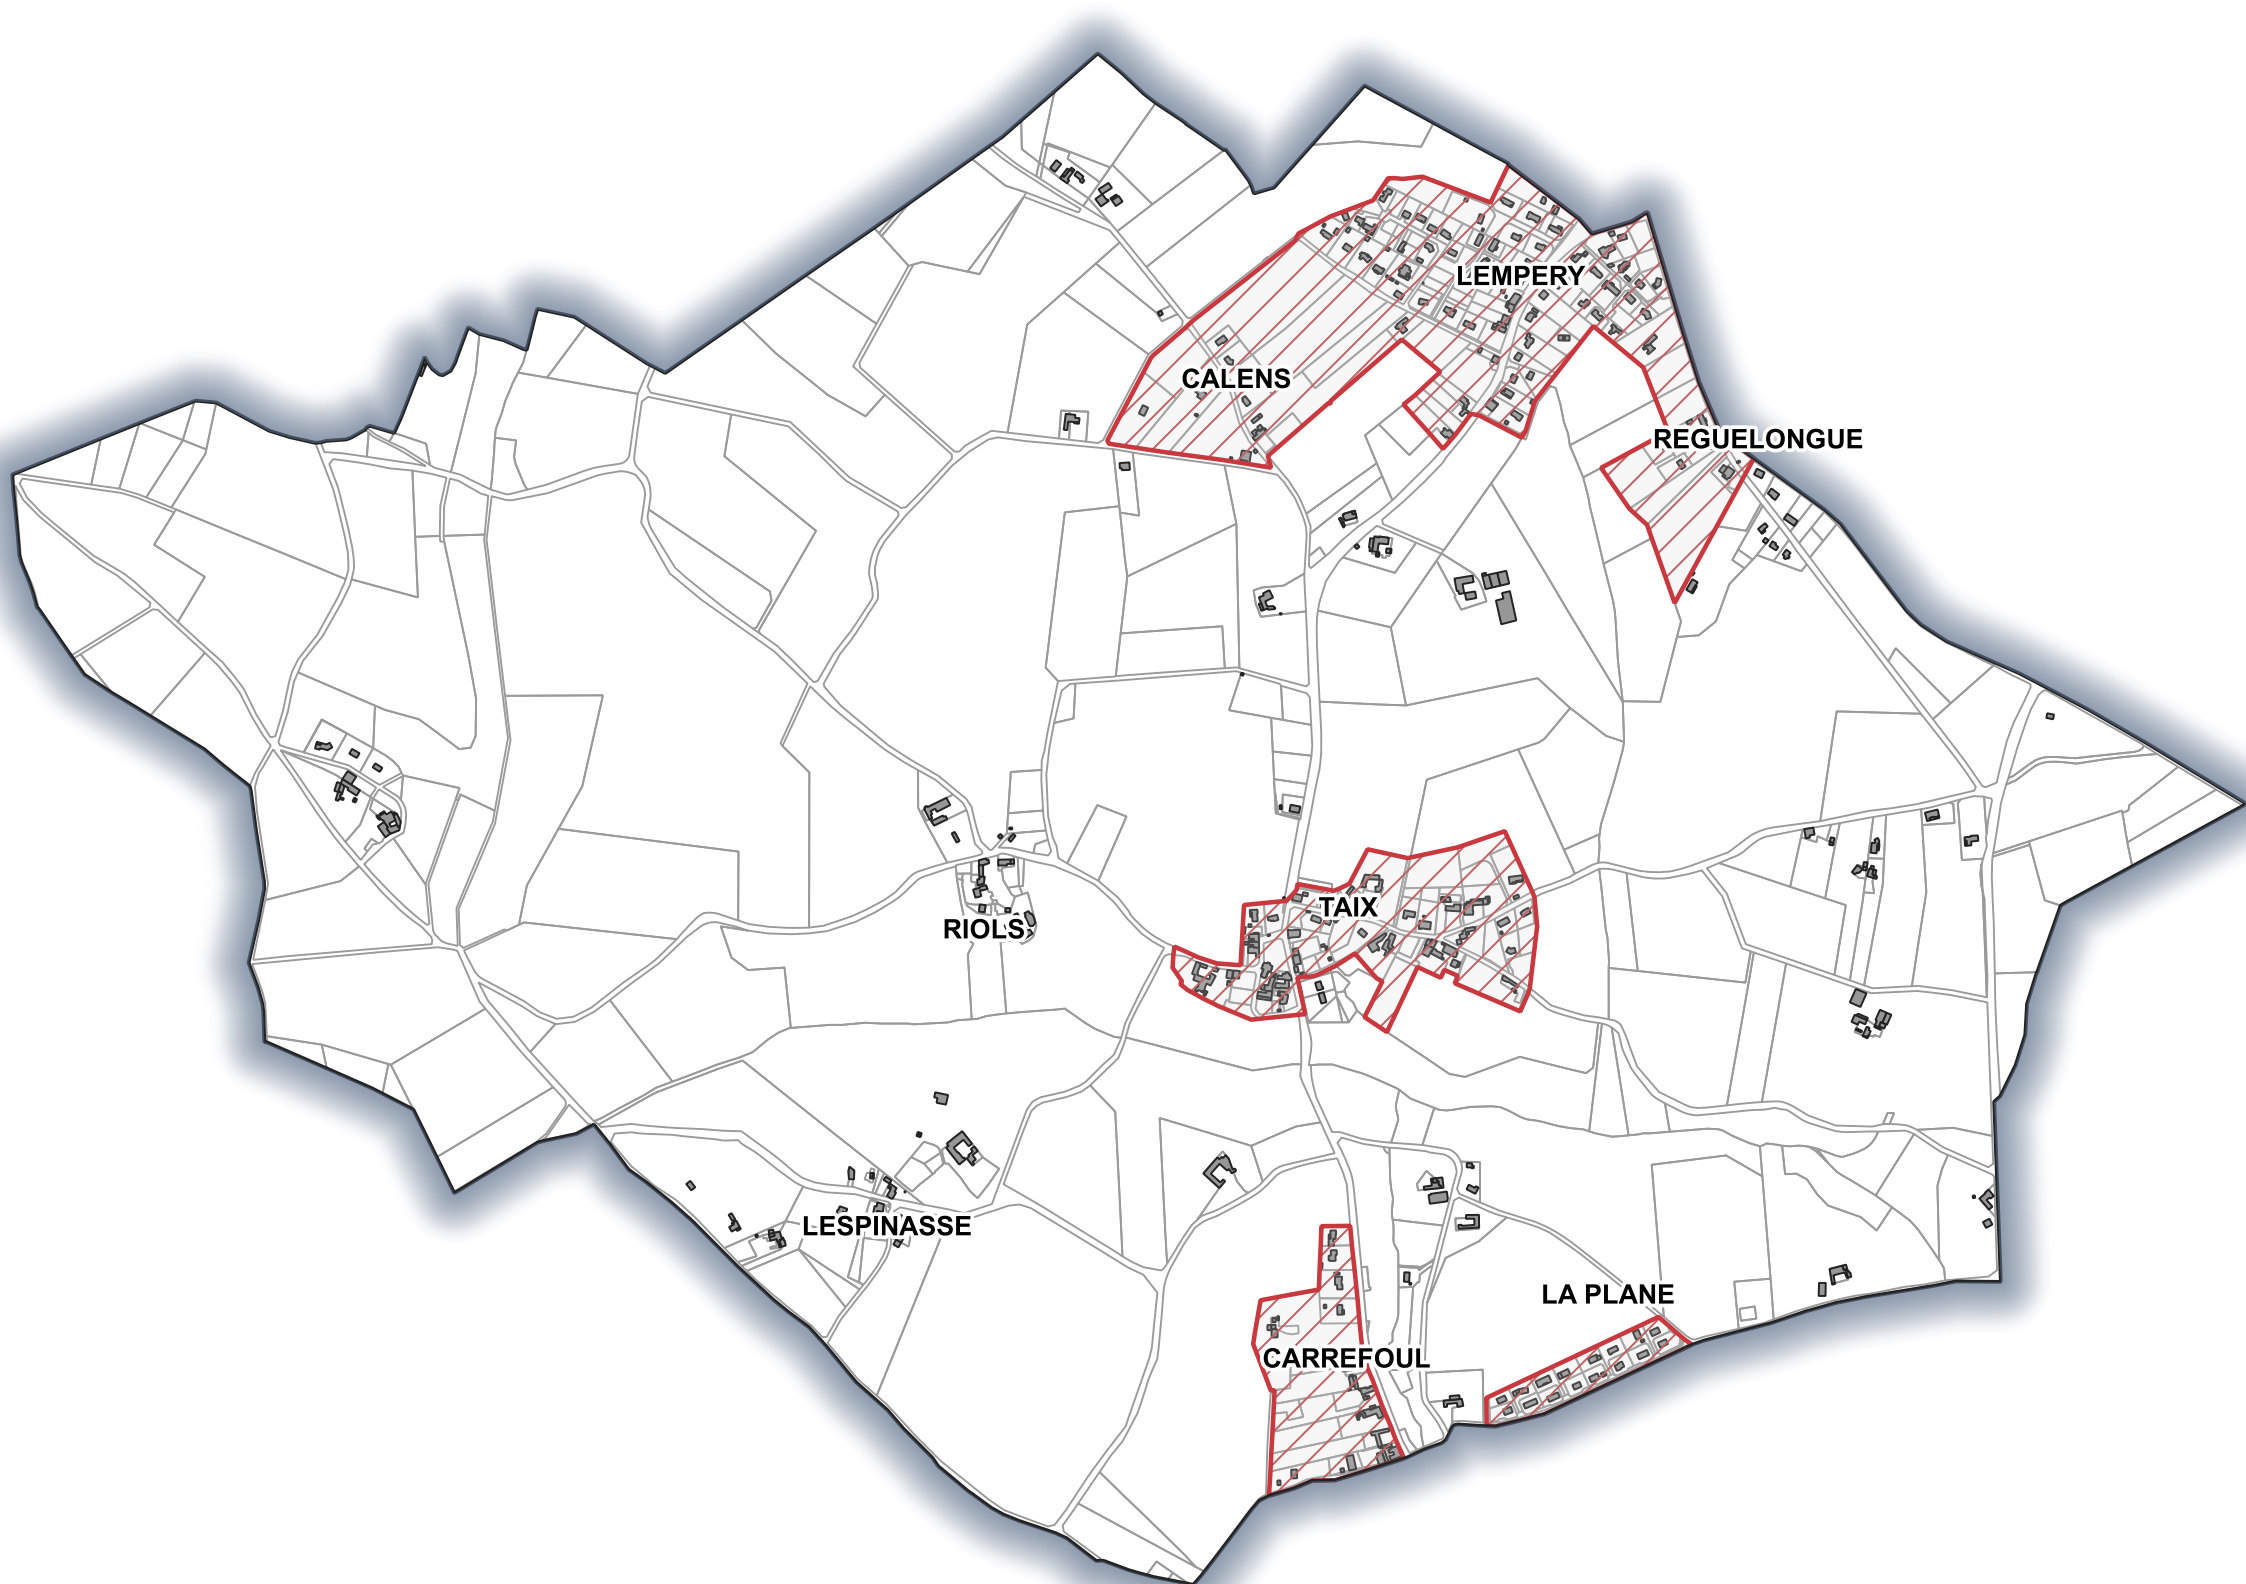 LEMPERY
CALENS
REGUELONGUE
TAIX
RIOLS
LESPINASSE
LA PLANE
CARREFOUL